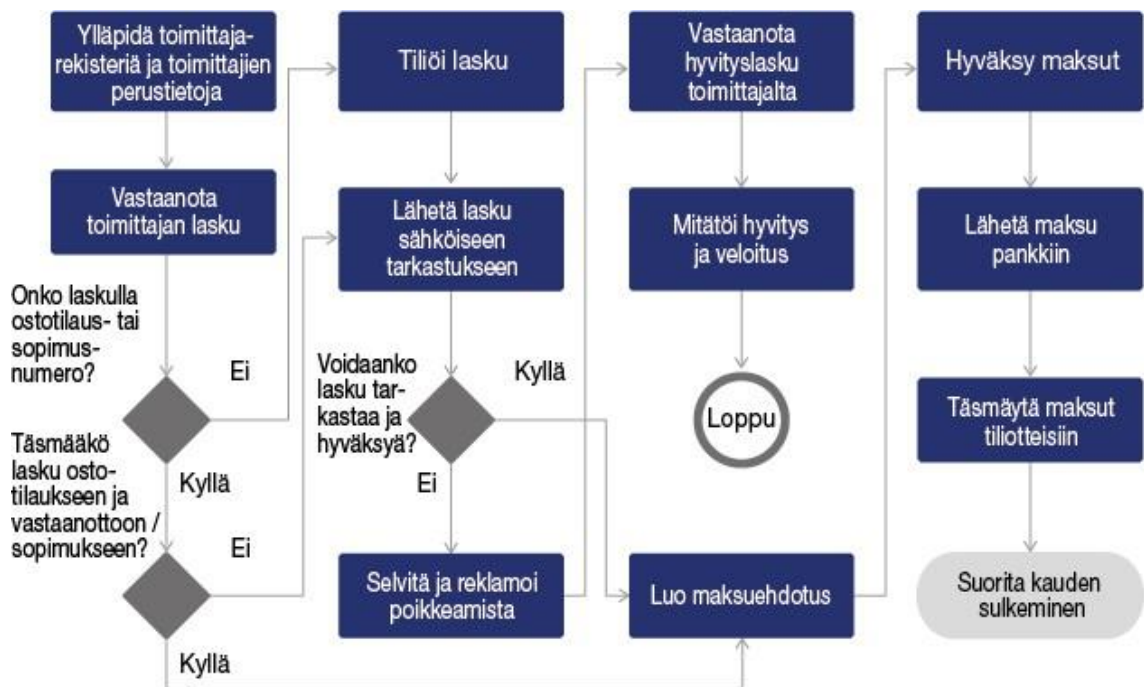 Ylläpidä toimittaja-
rekisteriä ja toimittajien
perustietoja
Vastaanota
toimittajan lasku
Onko laskulla
ostotilaus- tai
sopimus-
numero?
Ei
Kyllä
Täsmääkö
lasku osto-
tilaukseen ja
vastaanottoon /
sopimukseen?
Ei
Kyllä
Tiliöi lasku
Lähetä lasku
sähköiseen
tarkastukseen
Voidaanko
lasku tar-
kastaa ja
hyväksyä?
Kyllä
Ei
Selvitä ja reklamoi
poikkeamista
Vastaanota
hyvityslasku
toimittajalta
Mitätöi hyvitys
ja veloitus
Loppu
Luo maksuehdotus
Hyväksy maksut
Lähetä maksu
pankkiin
Täsmäytä maksut
tiliotteisiin
Suorita kauden
sulkeminen